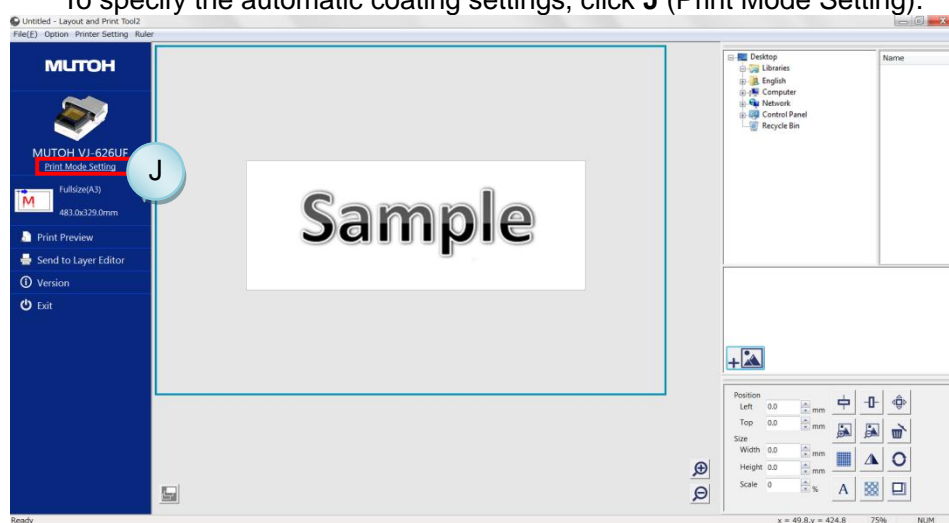 To specify the automatic coating settings, click J (Print Mode Setting).
Untitled - Layout and Print Tool2
File(F) Option Printer Setting Ruler
MUTOH
MUTOH VJ-626UF
Print Mode Setting
J
Fullsize(A3)
M
483.0x329.0mm
Print Preview
Send to Layer Editor
Version
Exit
Sample
Desktop
Libraries
English
Computer
Network
Control Panel
Recycle Bin
Name
Position
Left 0.0 mm
Top 0.0 mm
Size
Width 0.0 mm
Height 0.0 mm
Scale 0 %
A
Ready
x = 49.8,y = 424.8 75% NUM